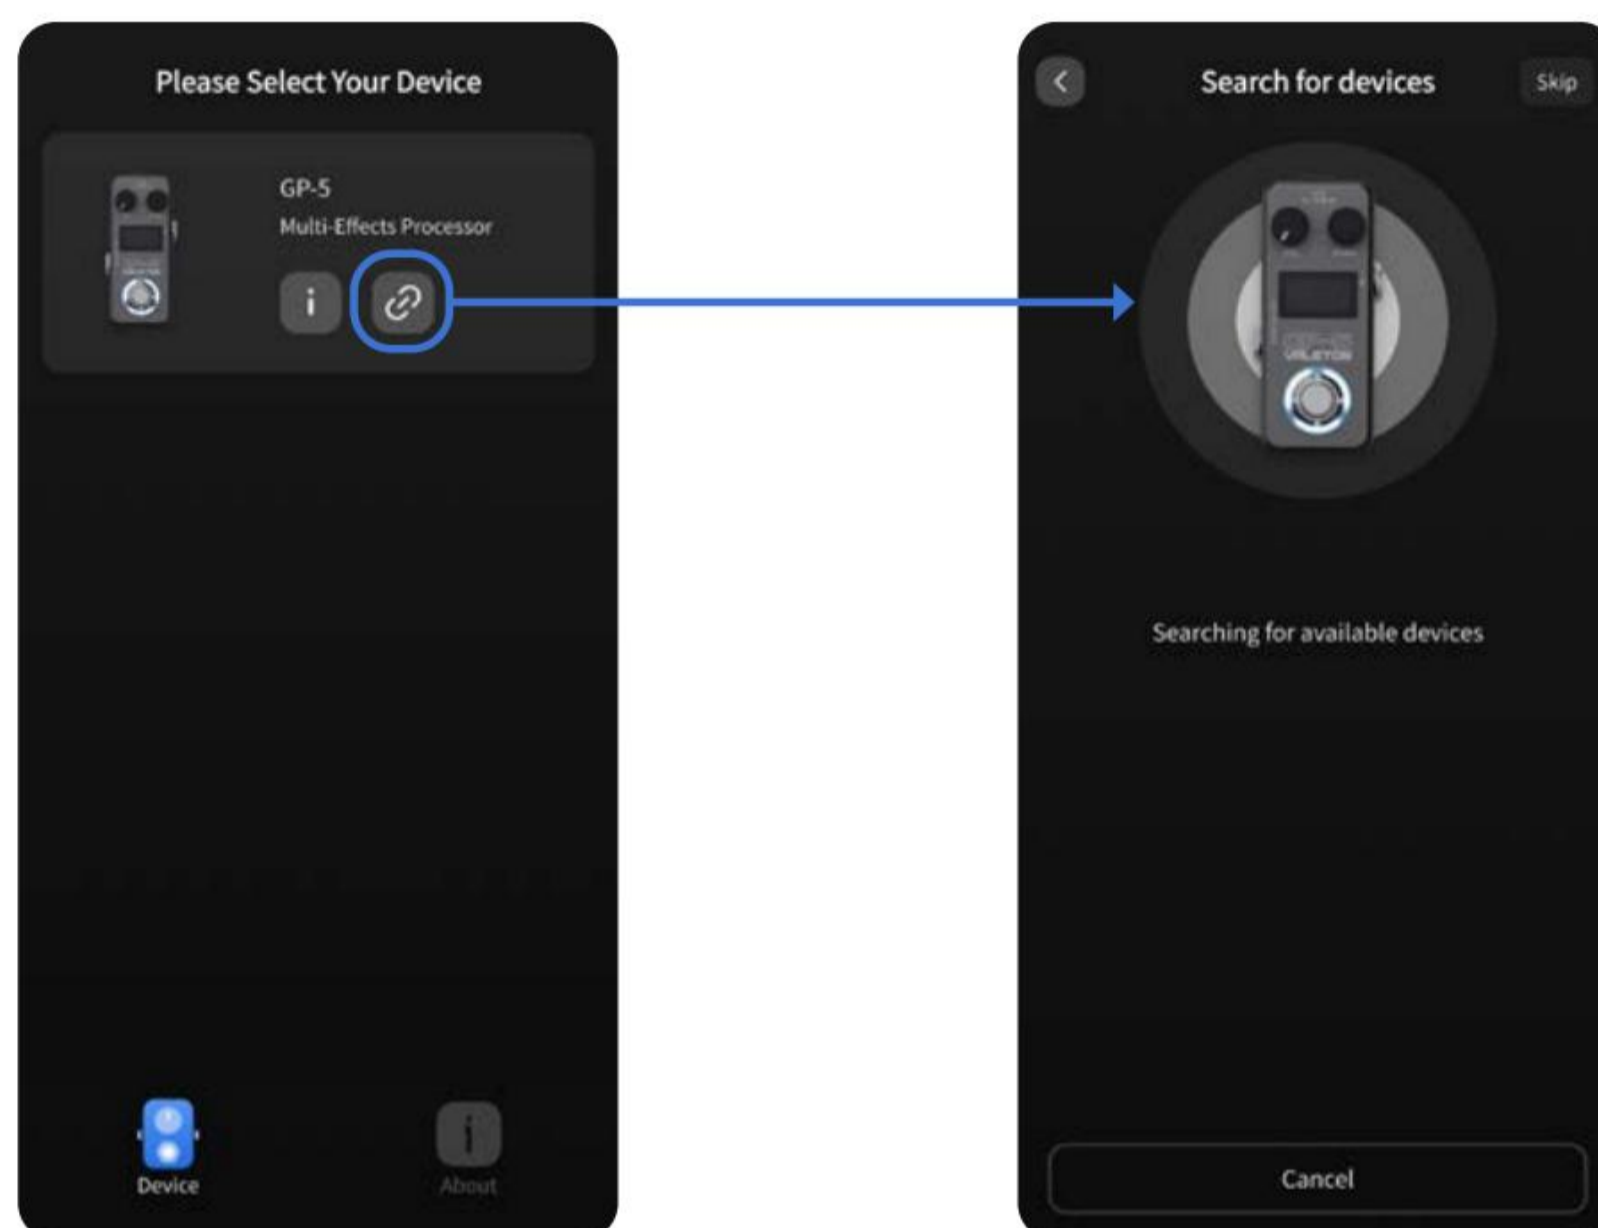 Please Select Your Device
GP-5
Multi-Effects Processor
Device
About
Search for devices
Skip
VALETON
Searching for available devices
Cancel